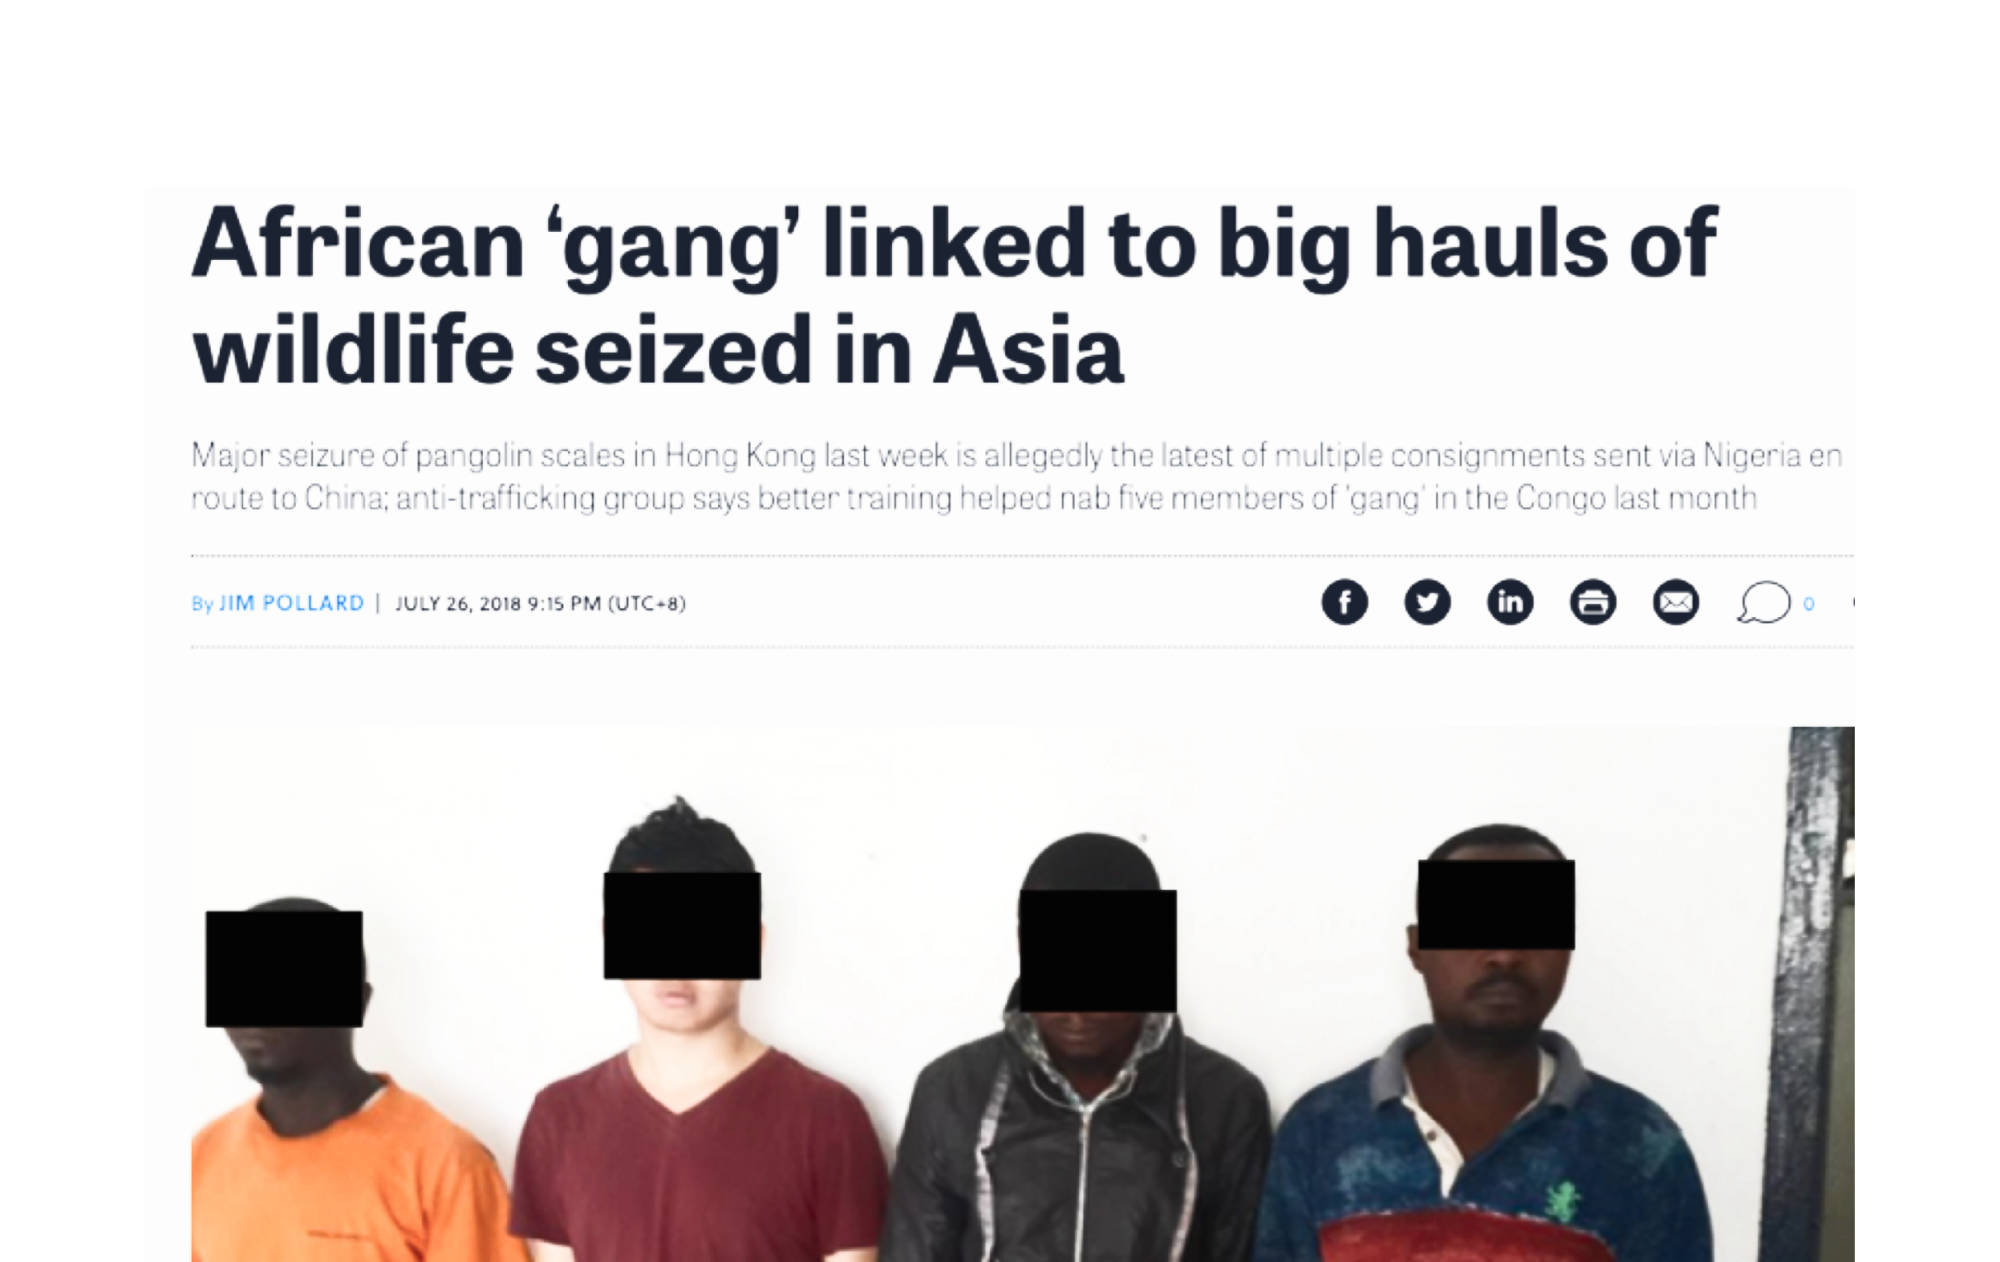 African ‘gang’ linked to big hauls of
wildlife seized in Asia
Major seizure of pangolin scales in Hong Kong last week is allegedly the latest of multiple consignments sent via Nigeria en
route to China; anti-trafficking group says better training helped nab five members of 'gang' in the Congo last month
By JIM POLLARD | JULY 26, 2018 9:15 PM (UTC+8)
f in 0